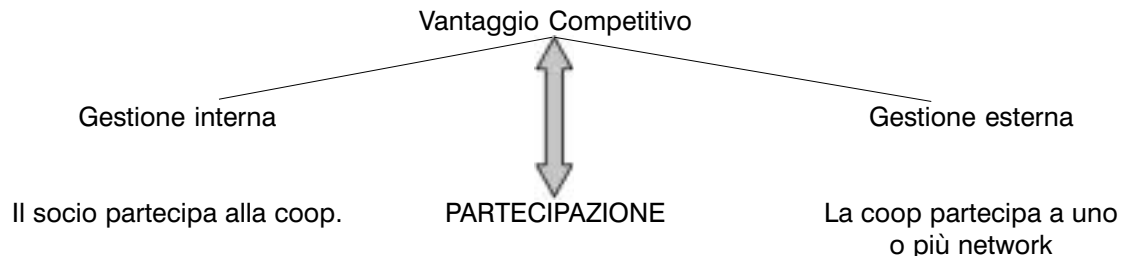 Vantaggio Competitivo
Gestione interna
Gestione esterna
Il socio partecipa alla coop.
PARTECIPAZIONE
La coop partecipa a uno
o più network